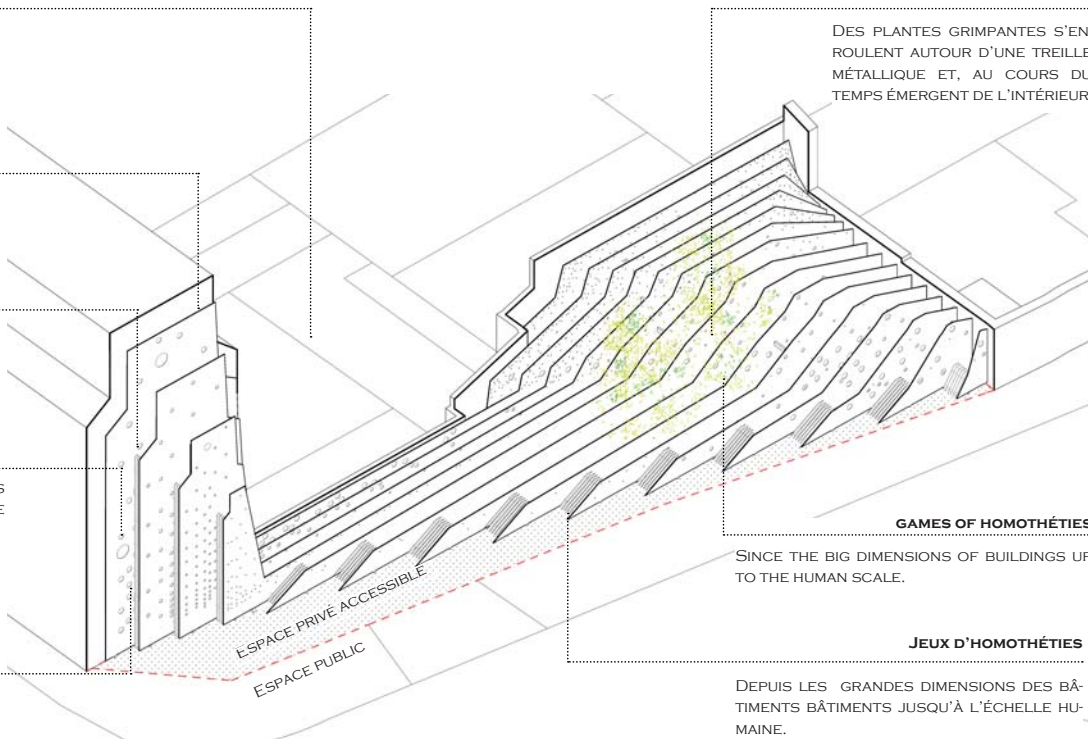 DES PLANTES GRIMPANTES S'EN
ROULENT AUTOUR D'UNE TREILLE
MÉTALLIQUE ET, AU COURS DU
TEMPS ÉMERGENT DE L'INTÉRIEUR
S
E
GAMES OF HOMOTHÉTIES
SINCE THE BIG DIMENSIONS OF BUILDINGS UP
TO THE HUMAN SCALE.
ESPACE PRIVÉ ACCESSIBLE
ESPACE PUBLIC
JEUX D'HOMOTHÉTIES
DEPUIS LES GRANDES DIMENSIONS DES BÂ-
TIMENTS BÂTIMENTS JUSQU'À L'ÉCHELLE HU-
MAINE.